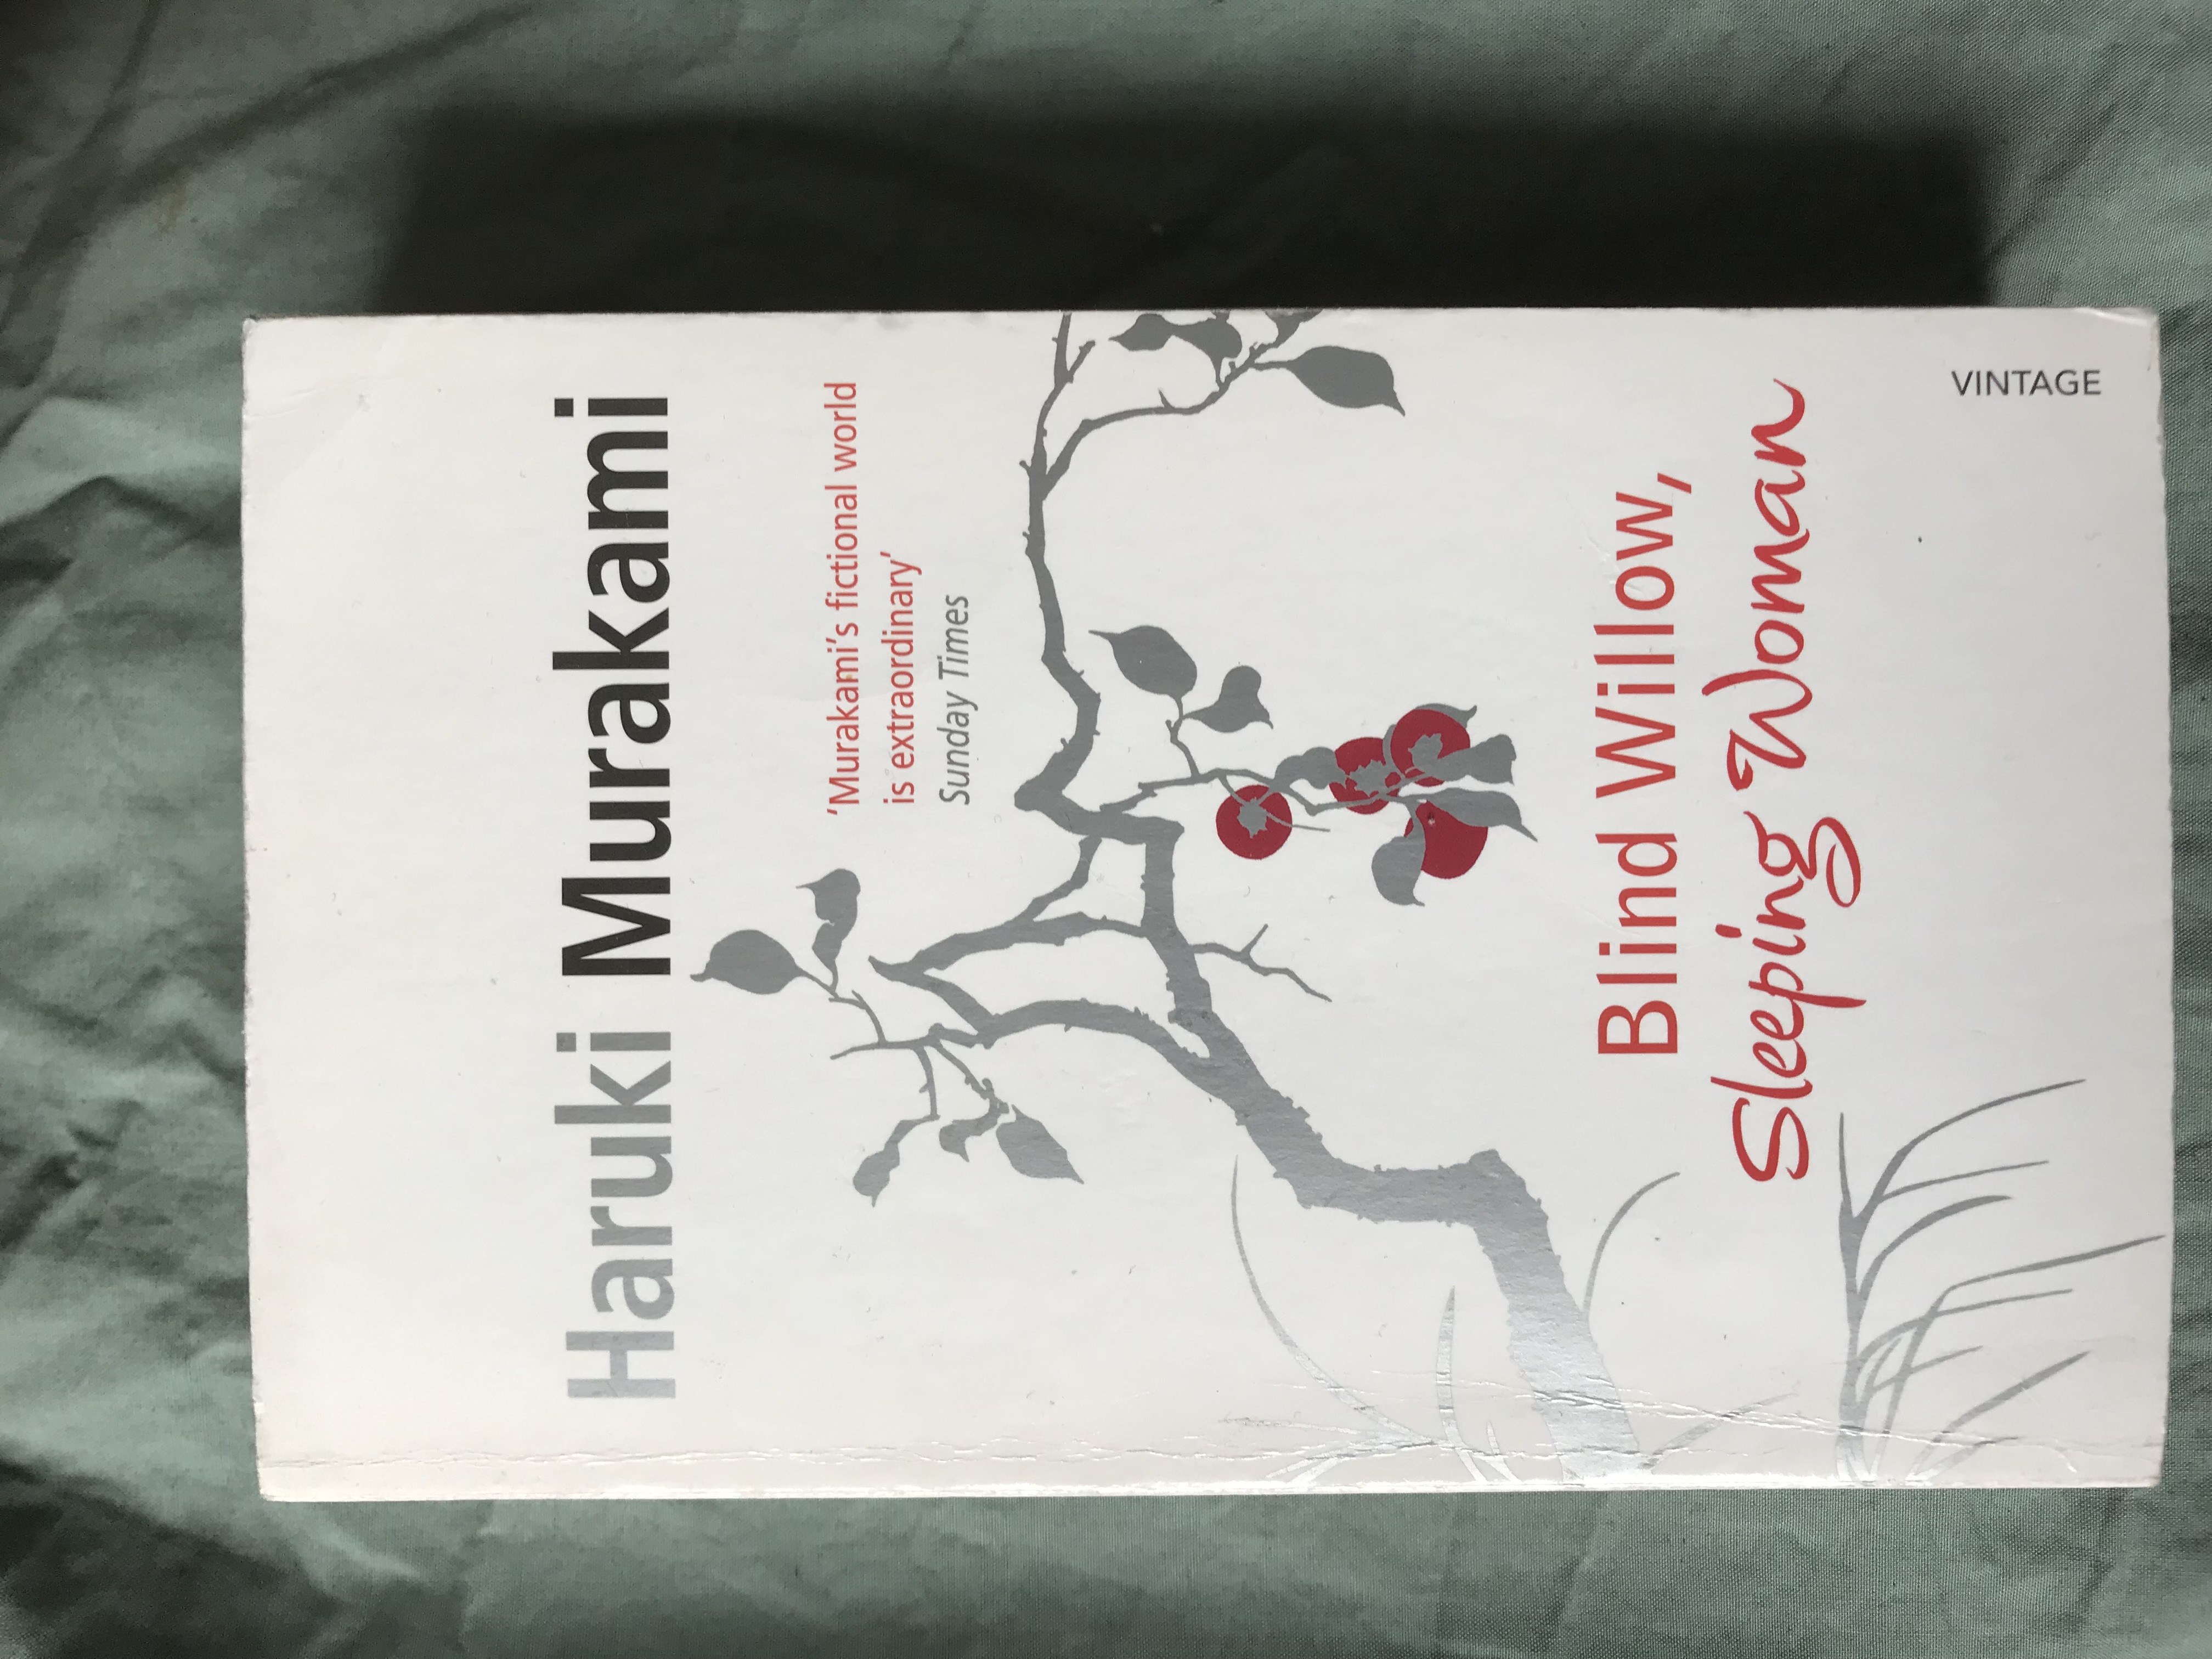 Haruki Murakami
‘Murakami’s fictional world
is extraordinary’
Sunday Times
Blind Willow,
Sleeping Woman
VINTAGE